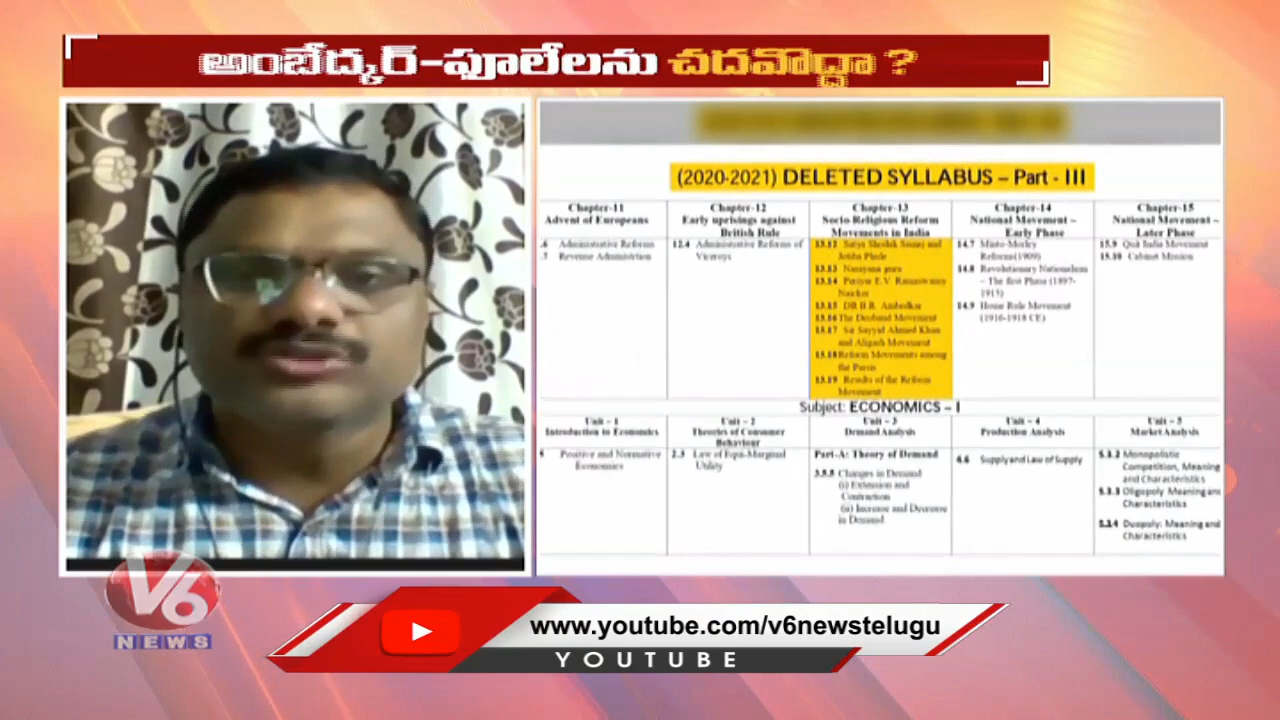 అంబేద్కర్-ఫూలేలను చదవొద్దా ?
(2020-2021) DELETED SYLLABUS – Part - III
Chapter-11
Advent of Europeans
.6 Administrative Reforms
.7 Revenue Administration
Chapter-12
Early uprisings against
British Rule
12.4 Administrative Reforms of
Viceroys
Chapter-13
Socio-Religious Reform
Movements in India
13.12 Satya Shodak Samaj and
Jotiba Phule
13.13 Narayana guru
13.14 Periyar E.V. Ramaswamy
Naicker
13.15 DR B.R. Ambedkar
13.16 The Deoband Movement
13.17 Sir Sayyid Ahmed Khan
and Aligarh Movement
13.18 Reform Movements among
the Parsis
13.19 Results of the Reform
Movement
Chapter-14
National Movement –
Early Phase
14.7 Minto-Morley
Reforms(1909)
14.8 Revolutionary Nationalism
– The first Phase (1897-
1915)
14.9 Home Rule Movement
(1916-1918 CE)
Chapter-15
National Movement –
Later Phase
15.9 Quit India Movement
15.10 Cabinet Mission
Subject: ECONOMICS – I
Unit – 1
Introduction to Economics
5 Positive and Normative
Economics
Unit – 2
Theories of Consumer
Behaviour
2.3 Law of Equi-Marginal
Utility
Unit – 3
Demand Analysis
Part-A: Theory of Demand
3.5.5 Changes in Demand
(i) Extension and
Contraction
(ii) Increase and Decrease
in Demand
Unit – 4
Production Analysis
4.6 Supply and Law of Supply
Unit – 5
Market Analysis
5.3.2 Monopolistic
Competition, Meaning
and Characteristics
5.3.3 Oligopoly Meaning and
Characteristics
5.3.4 Duopoly: Meaning and
Characteristics
V6
NEWS
www.youtube.com/v6newstelugu
YOUTUBE